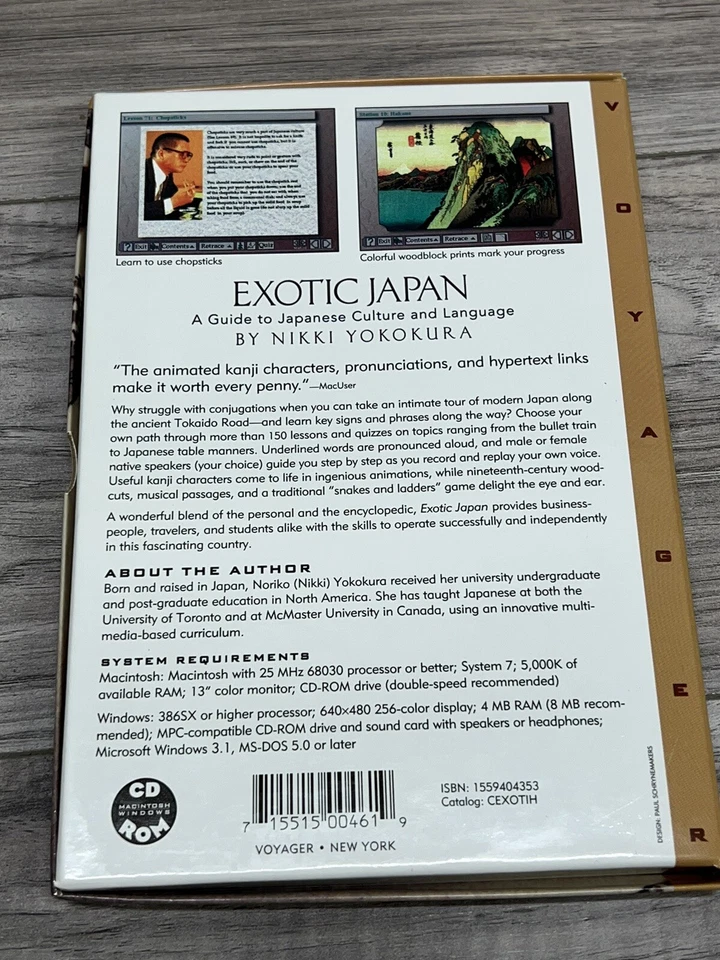 Lesson 71: Chopsticks
Chopsticks are very much a part of Japanese culture
Exit Contents Retrace Quiz
Learn to use chopsticks
Station 10: Hakone
Exit Contents Retrace
Colorful woodblock prints mark your progress
EXOTIC JAPAN
A Guide to Japanese Culture and Language
BY NIKKI YOKOKURA
"The animated kanji characters, pronunciations, and hypertext links
make it worth every penny."—MacUser
Why struggle with conjugations when you can take an intimate tour of modern Japan along
the ancient Tokaido Road—and learn key signs and phrases along the way? Choose your
own path through more than 150 lessons and quizzes on topics ranging from the bullet train
to Japanese table manners. Underlined words are pronounced aloud, and male or female
native speakers (your choice) guide you step by step as you record and replay your own voice.
Useful kanji characters come to life in ingenious animations, while nineteenth-century wood-
cuts, musical passages, and a traditional "snakes and ladders" game delight the eye and ear.
A wonderful blend of the personal and the encyclopedic, Exotic Japan provides business-
people, travelers, and students alike with the skills to operate successfully and independently
in this fascinating country.
ABOUT THE AUTHOR
Born and raised in Japan, Noriko (Nikki) Yokokura received her university undergraduate
and post-graduate education in North America. She has taught Japanese at both the
University of Toronto and at McMaster University in Canada, using an innovative multi-
media-based curriculum.
SYSTEM REQUIREMENTS
Macintosh: Macintosh with 25 MHz 68030 processor or better; System 7; 5,000K of
available RAM; 13" color monitor; CD-ROM drive (double-speed recommended)
Windows: 386SX or higher processor; 640x480 256-color display; 4 MB RAM (8 MB recom-
mended); MPC-compatible CD-ROM drive and sound card with speakers or headphones;
Microsoft Windows 3.1, MS-DOS 5.0 or later
CD
MACINTOSH
WINDOWS
ROM
7 15515 00461 9
ISBN: 1559404353
Catalog: CEXOTIH
VOYAGER • NEW YORK
DESIGN: PAUL SCHRYNEMAKERS
VOYAGER